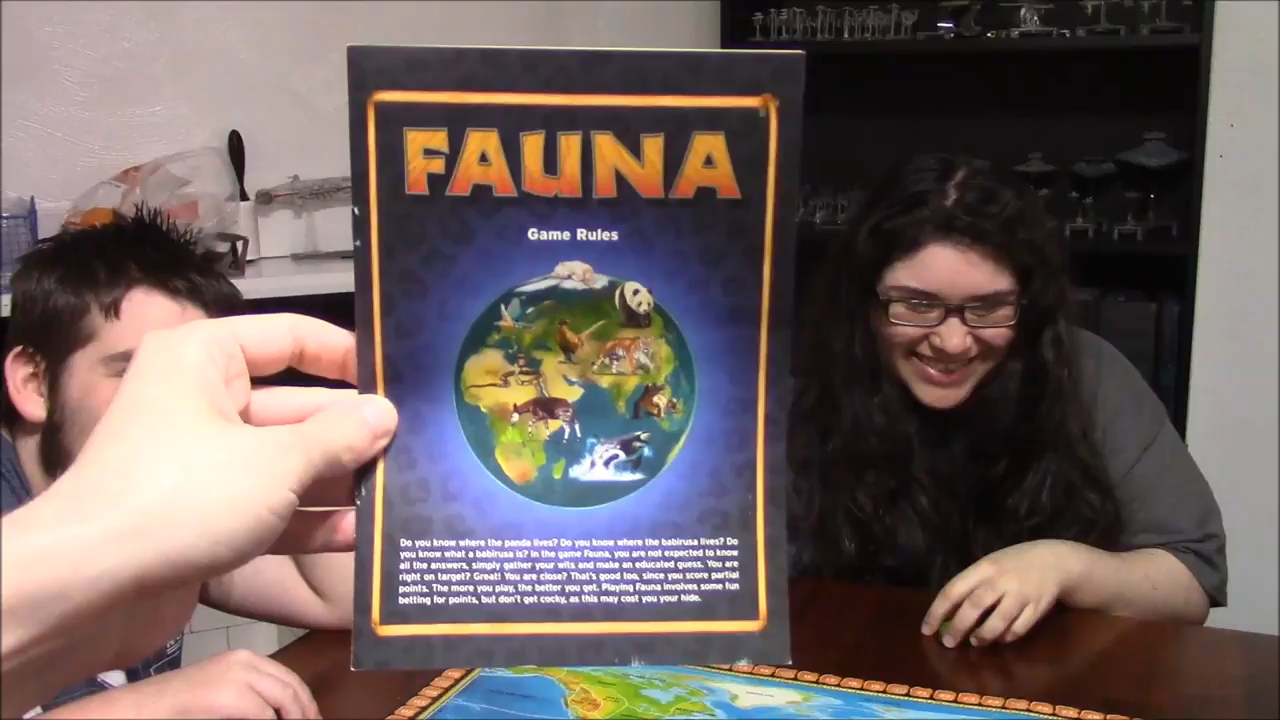 FAUNA
Game Rules
Do you know where the panda lives? Do you know where the babirusa lives? Do
you know what a babirusa is? In the game Fauna, you are not expected to know
all the answers, simply gather your wits and make an educated guess. You are
right on target? Great! You are close? That's good too, since you score partial
points. The more you play, the better you get. Playing Fauna involves some fun
betting for points, but don't get cocky, as this may cost you your hide.